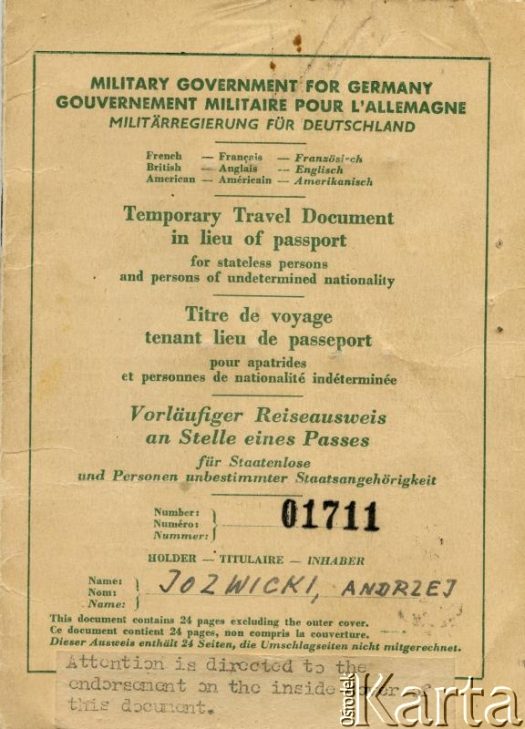 MILITARY GOVERNMENT FOR GERMANY
GOUVERNEMENT MILITAIRE POUR L'ALLEMAGNE
MILITÄRREGIERUNG FÜR DEUTSCHLAND
French — Français — Französisch
British — Anglais — Englisch
American — Américain — Amerikanisch
Temporary Travel Document
in lieu of passport
for stateless persons
and persons of undetermined nationality
Titre de voyage
tenant lieu de passeport
pour apatrides
et personnes de nationalité indéterminée
Vorläufiger Reiseausweis
an Stelle eines Passes
für Staatenlose
und Personen unbestimmter Staatsangehörigkeit
Number:
Numéro: } 01711
Nummer:
HOLDER — TITULAIRE — INHABER
Name:
Nom: } JOZWICKI, ANDRZEJ
Name:
This document contains 24 pages excluding the outer cover.
Ce document contient 24 pages, non compris la couverture.
Dieser Ausweis enthält 24 Seiten, die Umschlagseiten nicht mitgerechnet.
Attention is directed to the
endorsement on the inside cover of
this document.
Ośrodek Karta